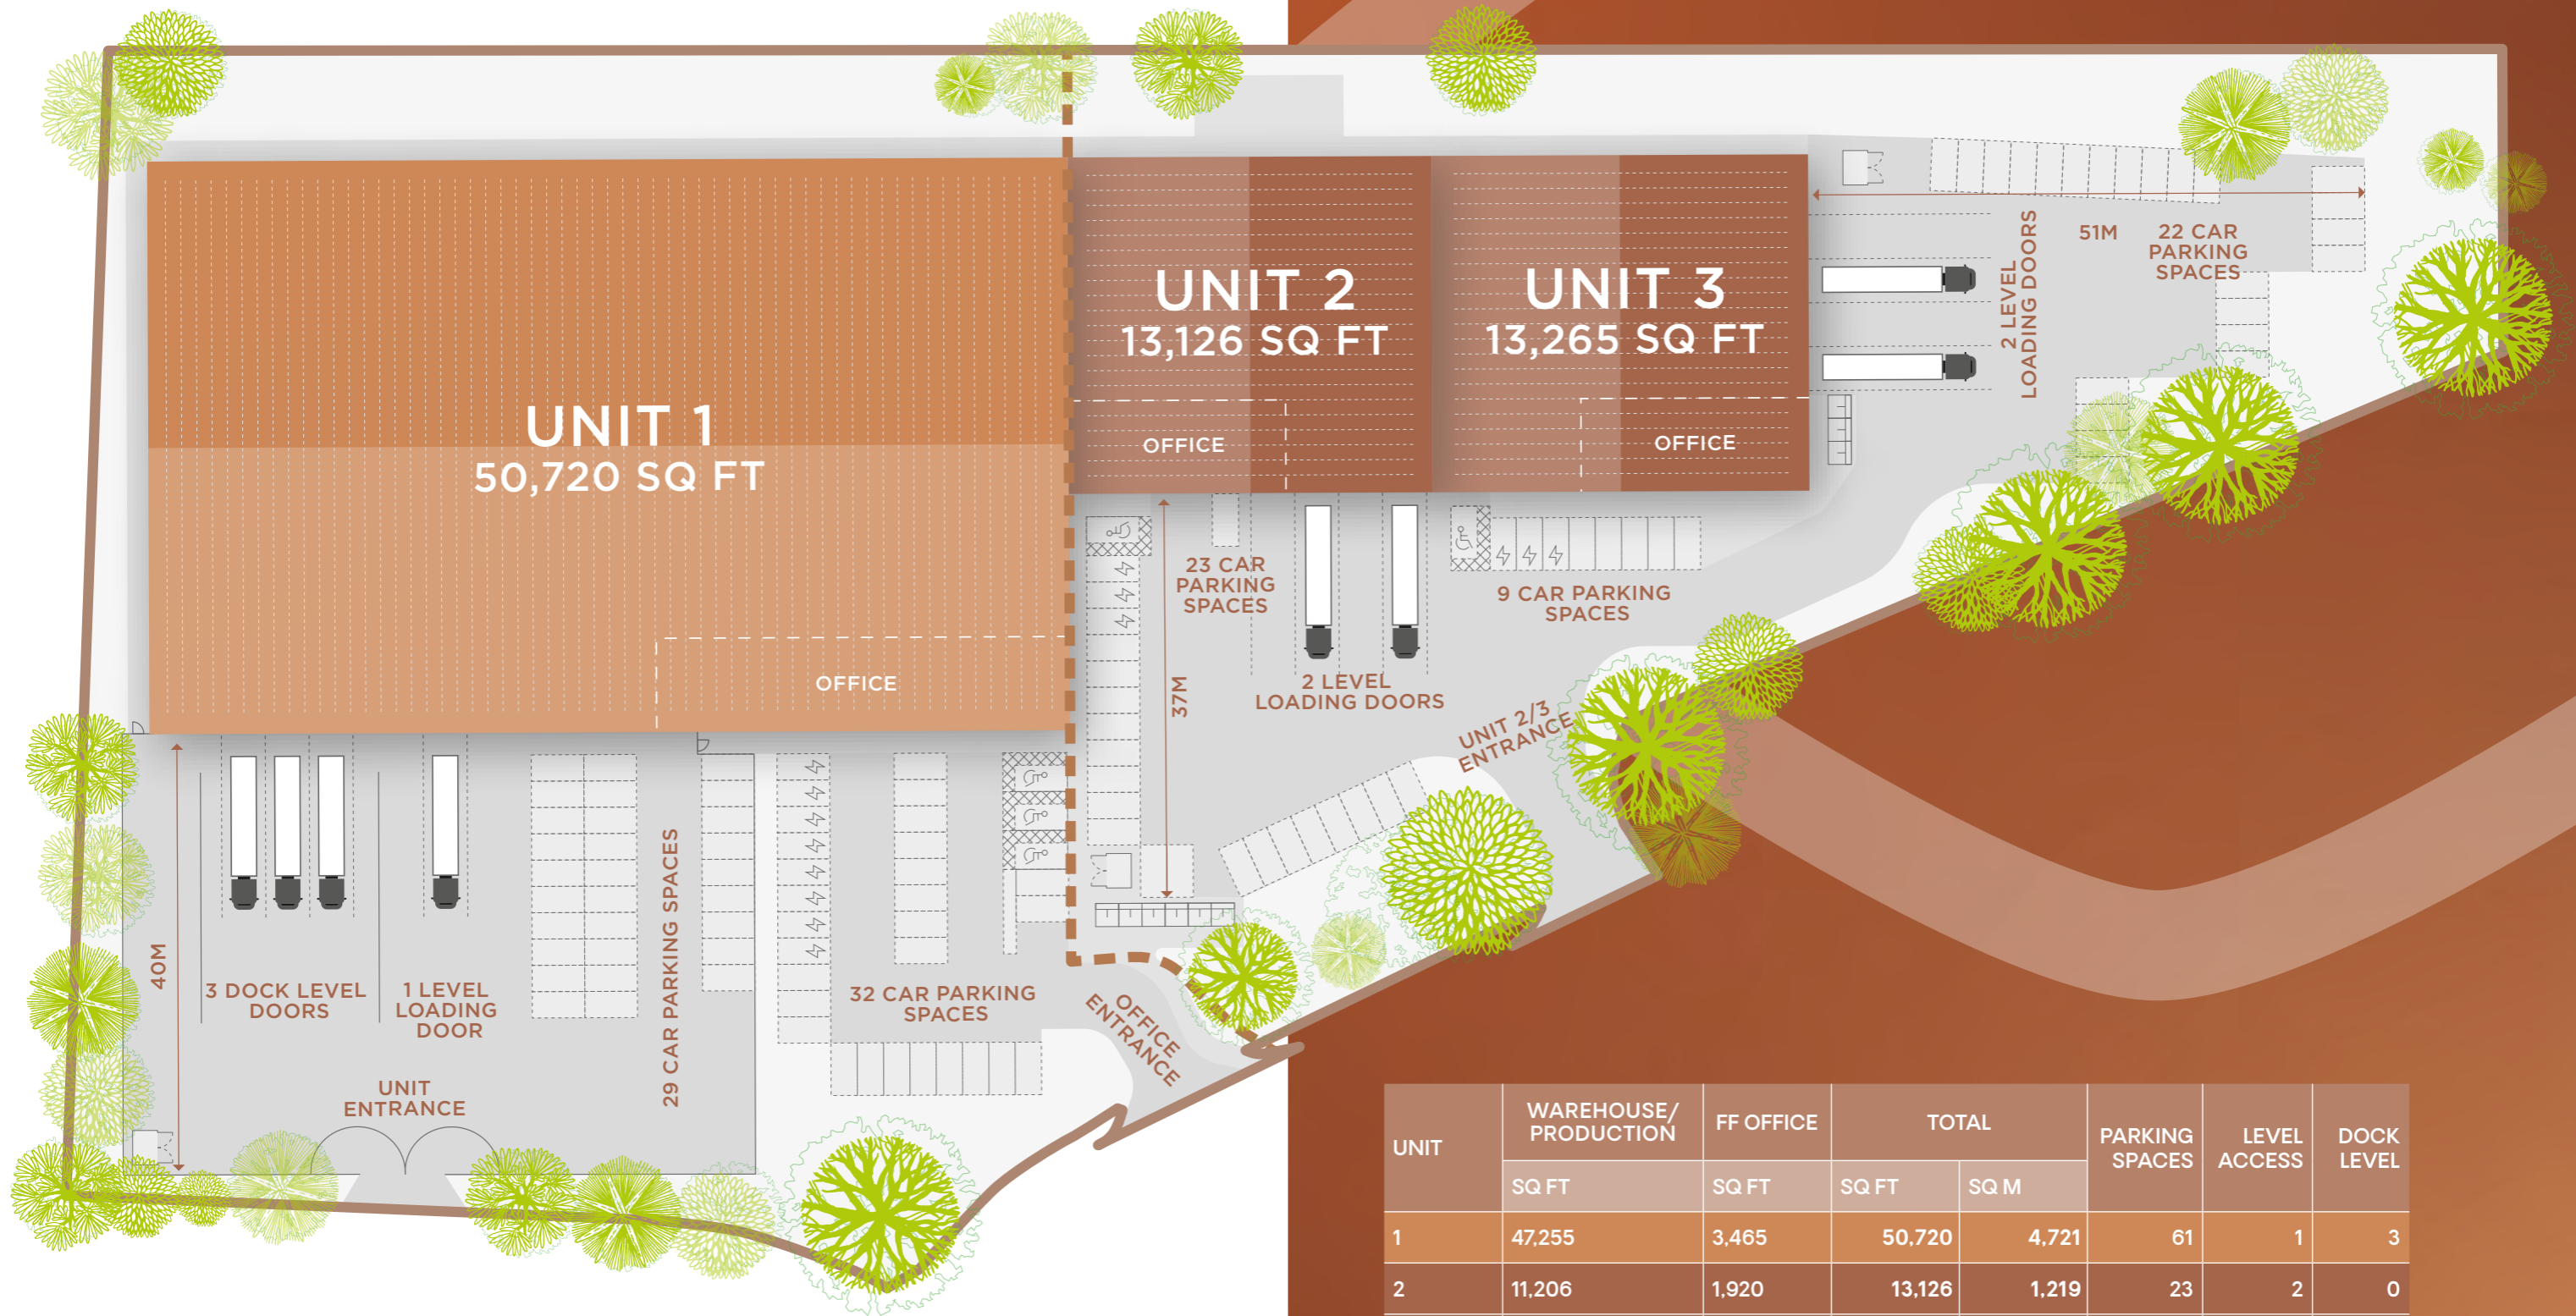 UNIT 1
50,720 SQ FT
OFFICE
UNIT 2
13,126 SQ FT
OFFICE
UNIT 3
13,265 SQ FT
OFFICE
2 LEVEL
LOADING DOORS
51M
22 CAR
PARKING
SPACES
23 CAR
PARKING
SPACES
9 CAR PARKING
SPACES
37M
2 LEVEL
LOADING DOORS
UNIT 2/3
ENTRANCE
40M
3 DOCK LEVEL
DOORS
1 LEVEL
LOADING
DOOR
29 CAR PARKING SPACES
32 CAR PARKING
SPACES
OFFICE
ENTRANCE
UNIT
ENTRANCE
UNIT WAREHOUSE/ PRODUCTION FF OFFICE TOTAL PARKING SPACES LEVEL ACCESS DOCK LEVEL
SQ FT SQ FT SQ FT SQ M
1 47,255 3,465 50,720 4,721 61 1 3
2 11,206 1,920 13,126 1,219 23 2 0